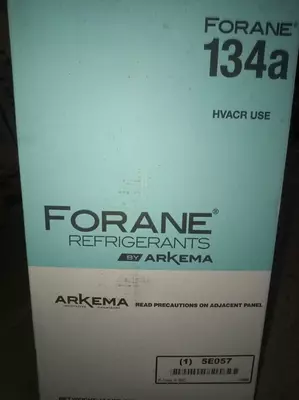 FORANE®
134a
HVACR USE
FORANE®
REFRIGERANTS
BY ARKEMA
ARKEMA
READ PRECAUTIONS ON ADJACENT PANEL
(1) 5E057